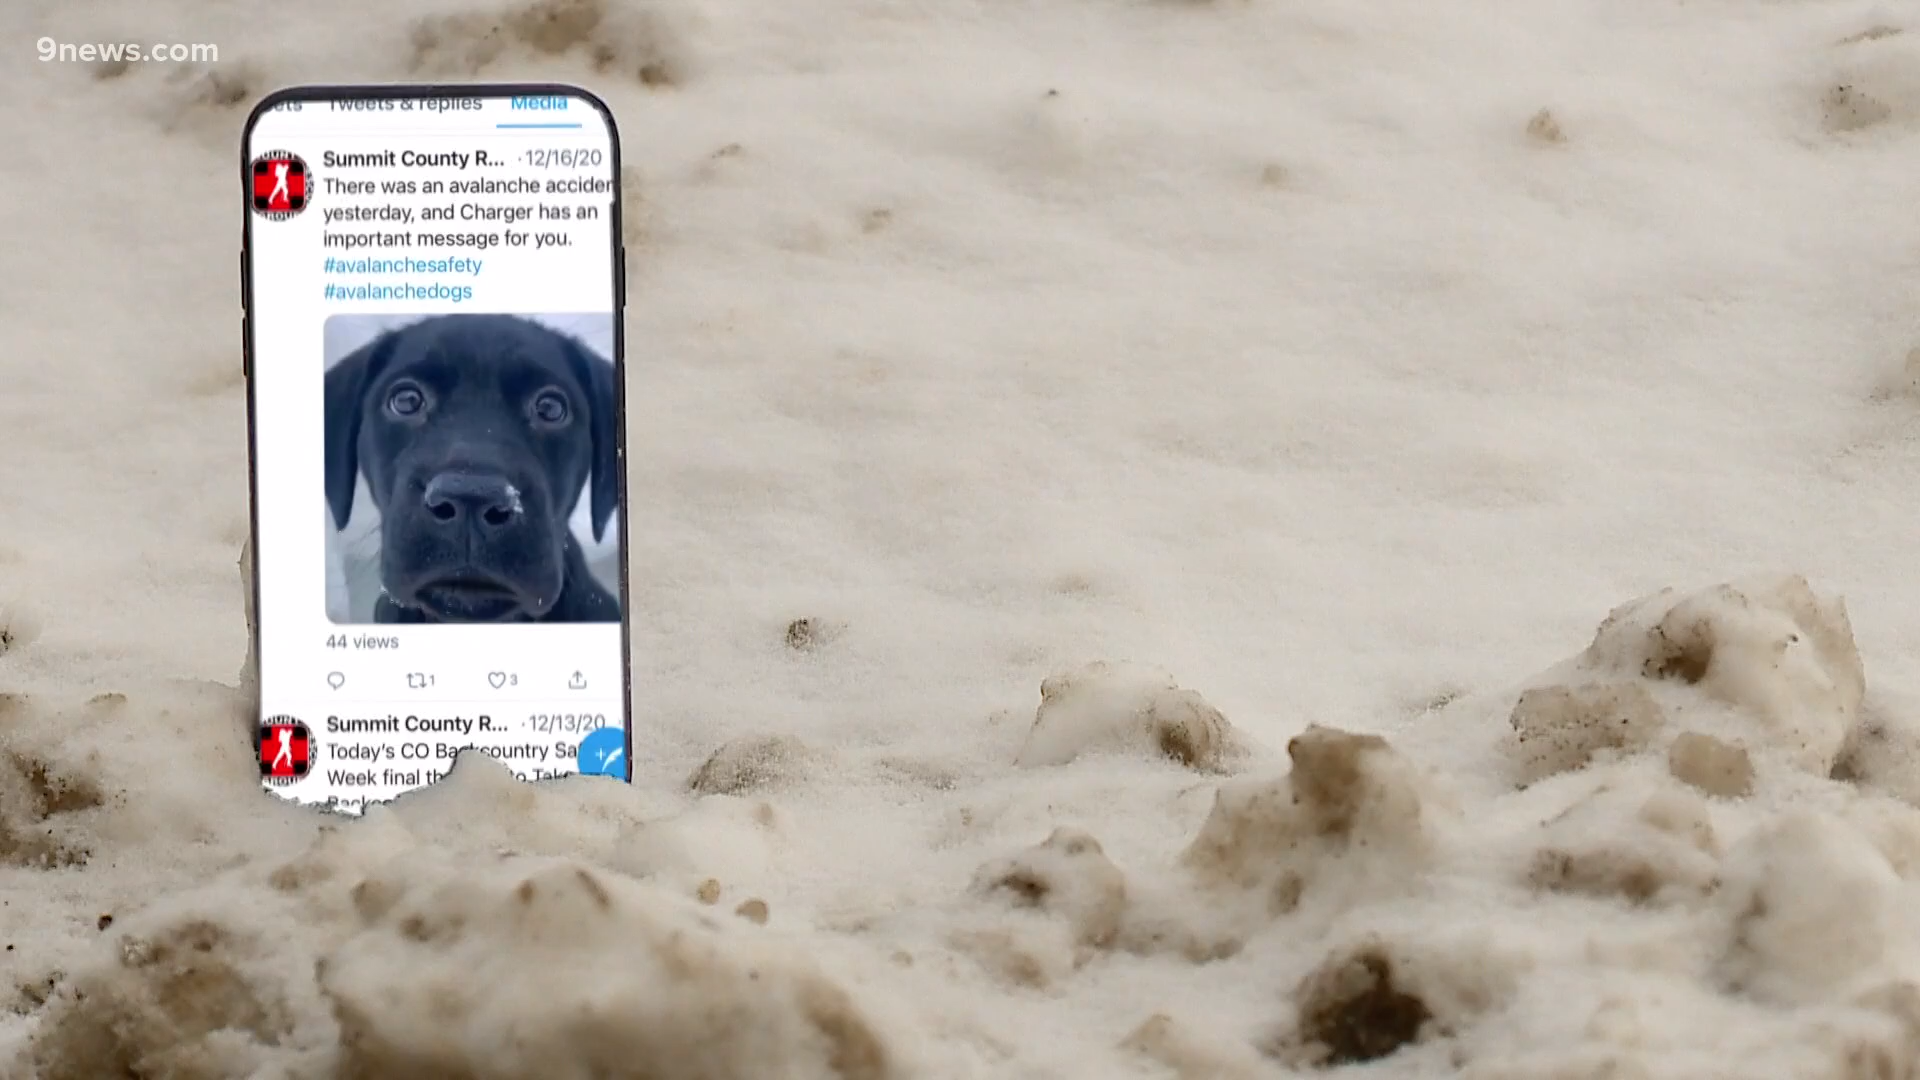 9news.com
Tweets & replies Media
Summit County R... · 12/16/20
There was an avalanche acciden
yesterday, and Charger has an
important message for you.
#avalanchesafety
#avalanchedogs
44 views
1 3
Summit County R... · 12/13/20
Today's CO Backcountry Sa
Week final th to Take